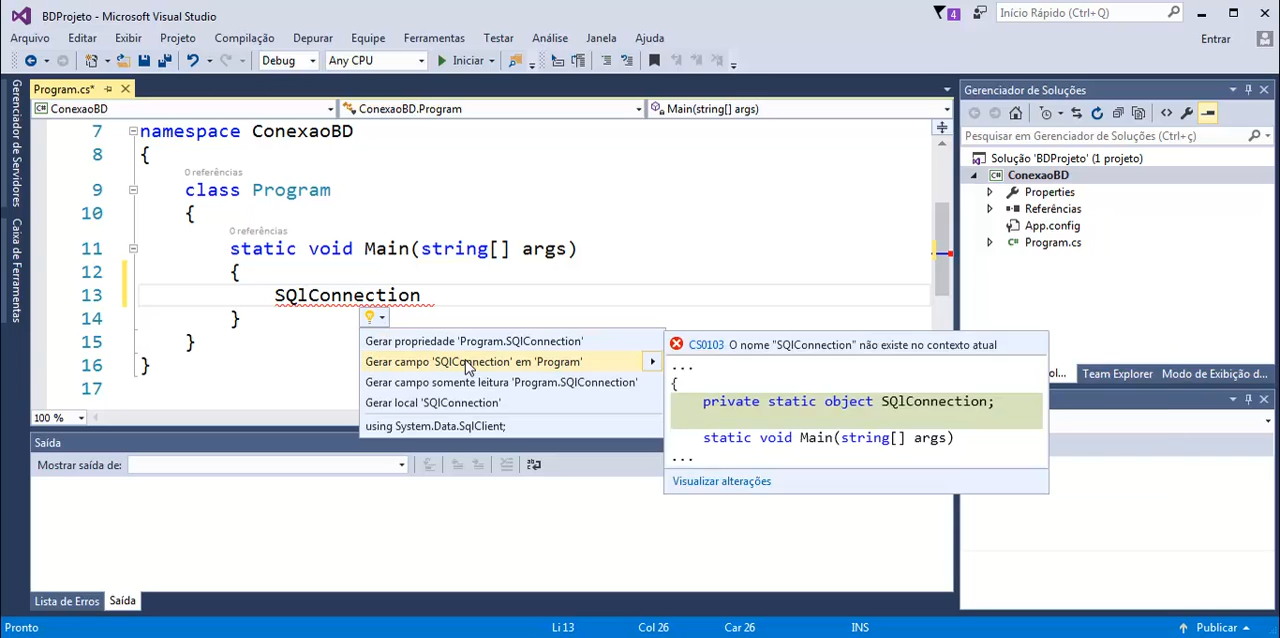 BDProjeto - Microsoft Visual Studio
4
Início Rápido (Ctrl+Q)
Arquivo Editar Exibir Projeto Compilação Depurar Equipe Ferramentas Testar Análise Janela Ajuda
Entrar
Debug Any CPU Iniciar
Gerenciador de Servidores
Caixa de Ferramentas
Program.cs*
ConexaoBD ConexaoBD.Program Main(string[] args)
7 namespace ConexaoBD
8 {
0 referências
9 class Program
10 {
0 referências
11 static void Main(string[] args)
12 {
13 SQlConnection
14 }
15 }
16 }
17
100 %
Gerar propriedade 'Program.SQlConnection'
Gerar campo 'SQlConnection' em 'Program'
Gerar campo somente leitura 'Program.SQlConnection'
Gerar local 'SQlConnection'
using System.Data.SqlClient;
CS0103 O nome "SQlConnection" não existe no contexto atual
...
{
private static object SQlConnection;
static void Main(string[] args)
...
Visualizar alterações
Gerenciador de Soluções
Pesquisar em Gerenciador de Soluções (Ctrl+ç)
Solução 'BDProjeto' (1 projeto)
ConexaoBD
Properties
Referências
App.config
Program.cs
ol... Team Explorer Modo de Exibição d...
Saída
Mostrar saída de:
Lista de Erros Saída
Pronto Li 13 Col 26 Car 26 INS Publicar